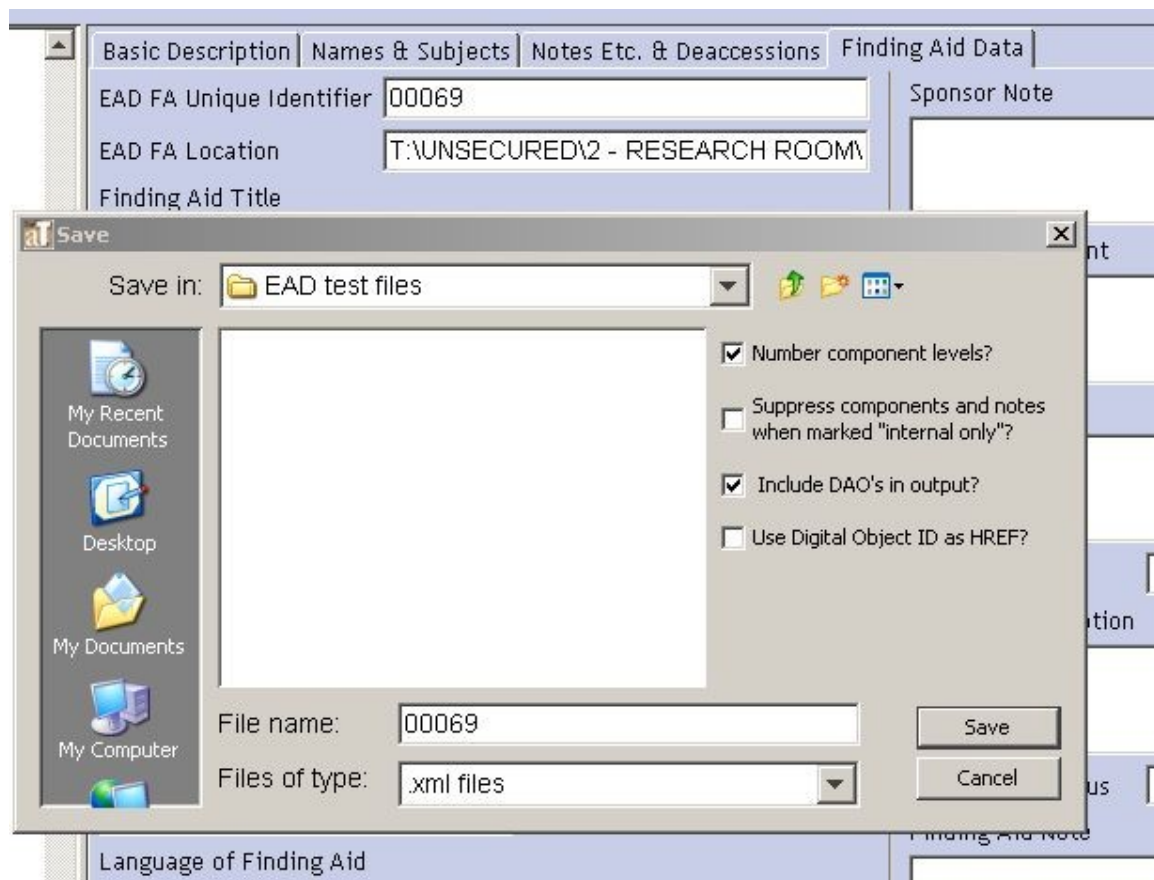 Basic Description
Names & Subjects
Notes Etc. & Deaccessions
Finding Aid Data
EAD FA Unique Identifier
00069
Sponsor Note
EAD FA Location
T:\UNSECURED\2 - RESEARCH ROOM\
Finding Aid Title
aT Save
nt
Save in:
EAD test files
Number component levels?
Suppress components and notes
when marked "internal only"?
Include DAO's in output?
Use Digital Object ID as HREF?
My Recent
Documents
Desktop
My Documents
My Computer
tion
File name:
00069
Save
Files of type:
.xml files
Cancel
us
Finding Aid Note
Language of Finding Aid